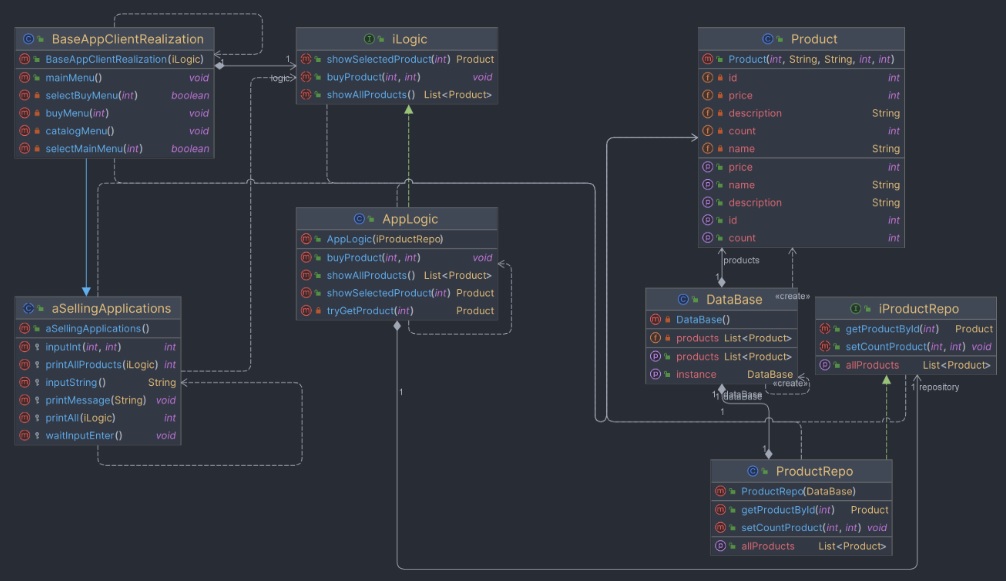 BaseAppClientRealization
BaseAppClientRealization(iLogic)
mainMenu() void
selectBuyMenu(int) boolean
buyMenu(int) void
catalogMenu() void
selectMainMenu(int) boolean
1
1
logic
iLogic
showSelectedProduct(int) Product
buyProduct(int, int) void
showAllProducts() List<Product>
Product
Product(int, String, String, int, int)
id int
price int
description String
count int
name String
price int
name String
description String
id int
count int
AppLogic
AppLogic(iProductRepo)
buyProduct(int, int) void
showAllProducts() List<Product>
showSelectedProduct(int) Product
tryGetProduct(int) Product
1
products
1
«create»
aSellingApplications
aSellingApplications()
inputInt(int, int) int
printAllProducts(iLogic) int
inputString() String
printMessage(String) void
printAll(iLogic) int
waitInputEnter() void
DataBase
DataBase()
products List<Product>
products List<Product>
instance DataBase
«create»
iProductRepo
getProductById(int) Product
setCountProduct(int, int) void
allProducts List<Product>
1 repository
1
dataBase
1
1
1
ProductRepo
ProductRepo(DataBase)
getProductById(int) Product
setCountProduct(int, int) void
allProducts List<Product>